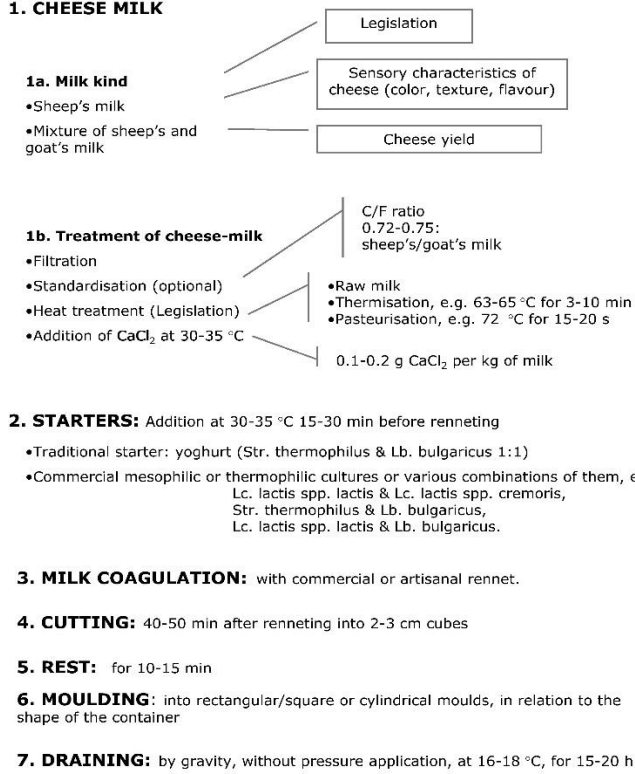 1. CHEESE MILK
Legislation
1a. Milk kind
•Sheep's milk
•Mixture of sheep's and
goat's milk
Sensory characteristics of
cheese (color, texture, flavour)
Cheese yield
1b. Treatment of cheese-milk
•Filtration
•Standardisation (optional)
•Heat treatment (Legislation)
•Addition of CaCl₂ at 30-35 °C
C/F ratio
0.72-0.75:
sheep's/goat's milk
•Raw milk
•Thermisation, e.g. 63-65 °C for 3-10 min
•Pasteurisation, e.g. 72 °C for 15-20 s
0.1-0.2 g CaCl₂ per kg of milk
2. STARTERS: Addition at 30-35 °C 15-30 min before renneting
•Traditional starter: yoghurt (Str. thermophilus & Lb. bulgaricus 1:1)
•Commercial mesophilic or thermophilic cultures or various combinations of them, e
Lc. lactis spp. lactis & Lc. lactis spp. cremoris,
Str. thermophilus & Lb. bulgaricus,
Lc. lactis spp. lactis & Lb. bulgaricus.
3. MILK COAGULATION: with commercial or artisanal rennet.
4. CUTTING: 40-50 min after renneting into 2-3 cm cubes
5. REST: for 10-15 min
6. MOULDING: into rectangular/square or cylindrical moulds, in relation to the
shape of the container
7. DRAINING: by gravity, without pressure application, at 16-18 °C, for 15-20 h